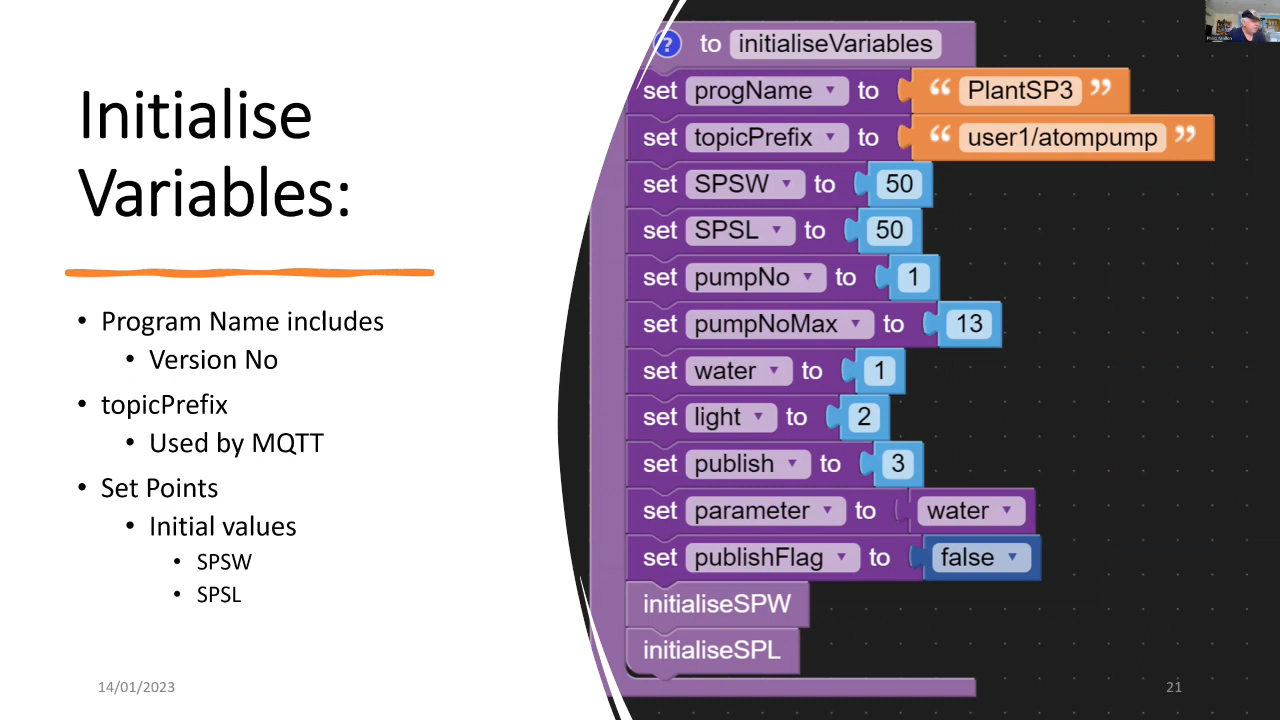 Initialise
Variables:
• Program Name includes
• Version No
• topicPrefix
• Used by MQTT
• Set Points
• Initial values
• SPSW
• SPSL
14/01/2023
? to initialiseVariables
set progName to “ PlantSP3 ”
set topicPrefix to “ user1/atompump ”
set SPSW to 50
set SPSL to 50
set pumpNo to 1
set pumpNoMax to 13
set water to 1
set light to 2
set publish to 3
set parameter to water
set publishFlag to false
initialiseSPW
initialiseSPL
21